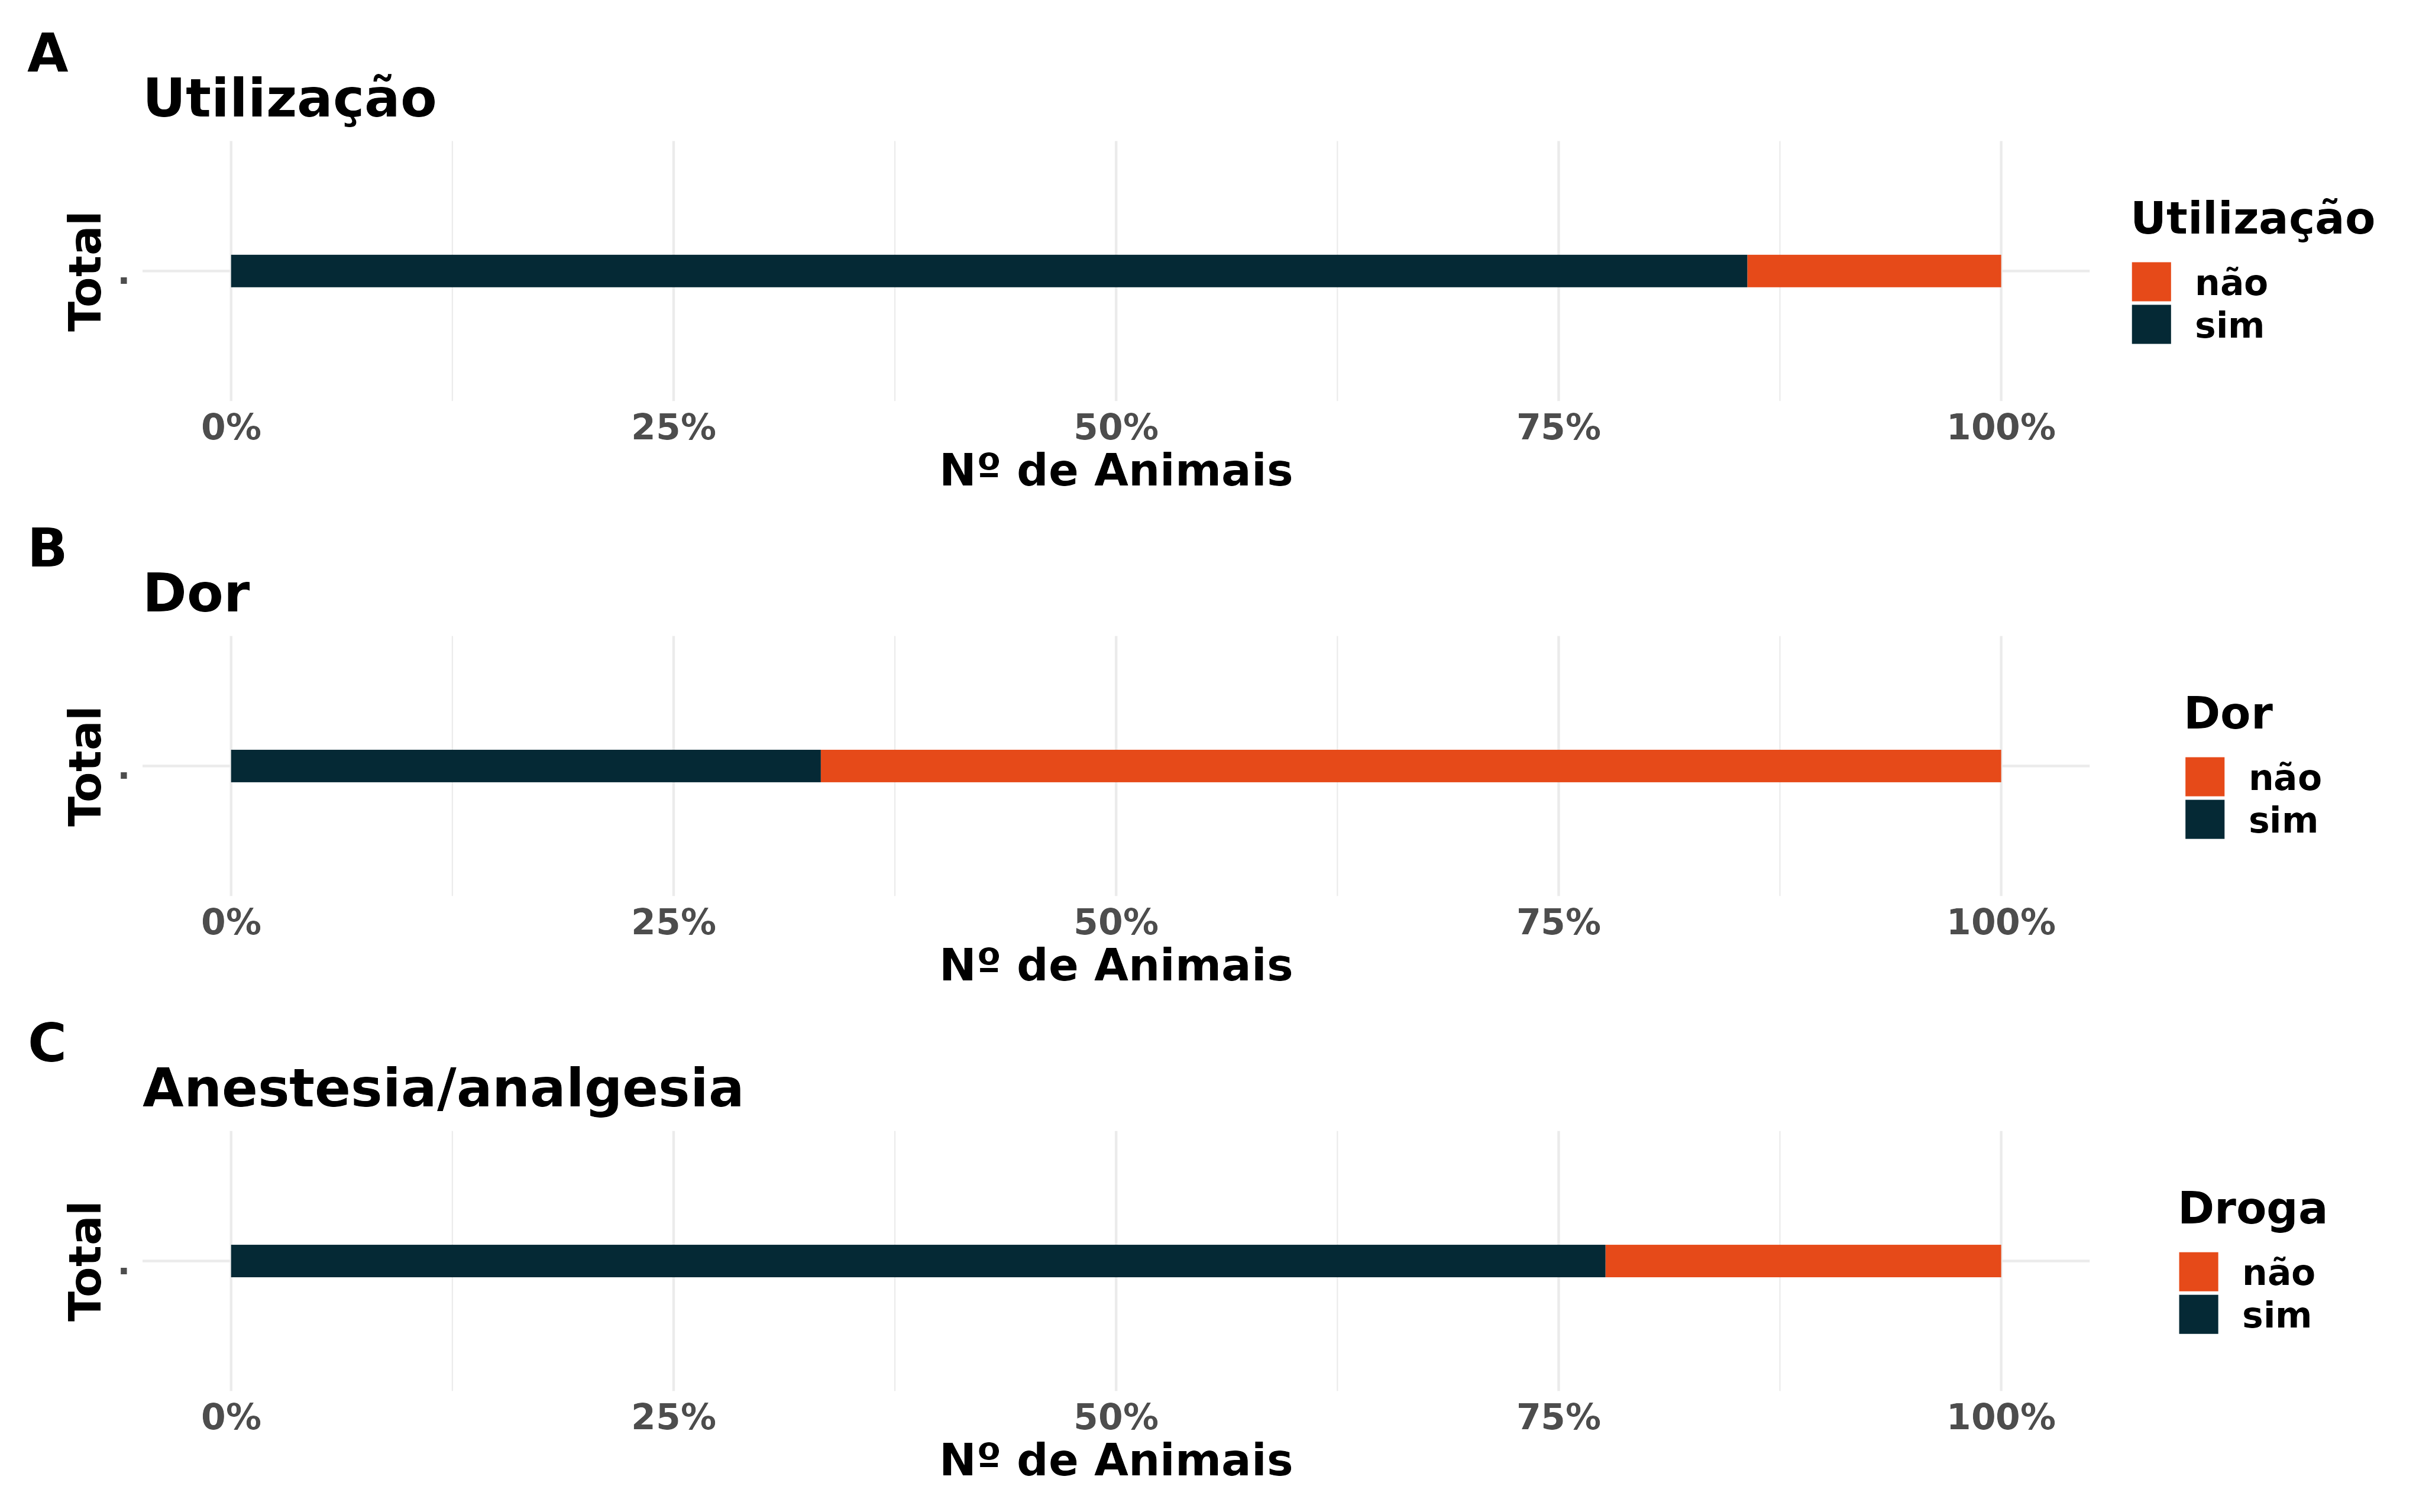 A
Utilização
Total
.
0% 25% 50% 75% 100%
Nº de Animais
Utilização
não
sim
B
Dor
Total
.
0% 25% 50% 75% 100%
Nº de Animais
Dor
não
sim
C
Anestesia/analgesia
Total
.
0% 25% 50% 75% 100%
Nº de Animais
Droga
não
sim